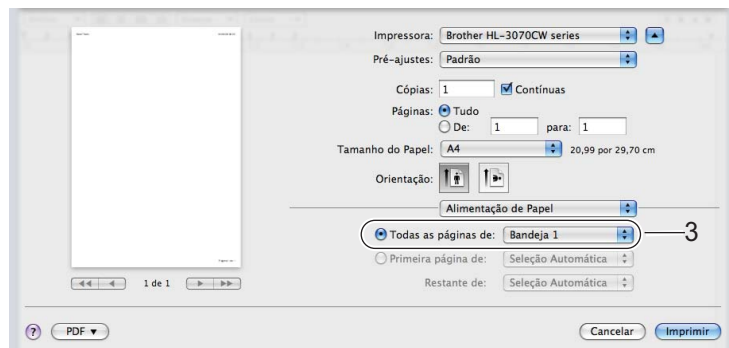 Impressora: Brother HL-3070CW series
Pré-ajustes: Padrão
Cópias: 1 Contínuas
Páginas: Tudo
De: 1 para: 1
Tamanho do Papel: A4 20,99 por 29,70 cm
Orientação:
Alimentação de Papel
Todas as páginas de: Bandeja 1 3
Primeira página de: Seleção Automática
Restante de: Seleção Automática
1 de 1
? PDF Cancelar Imprimir